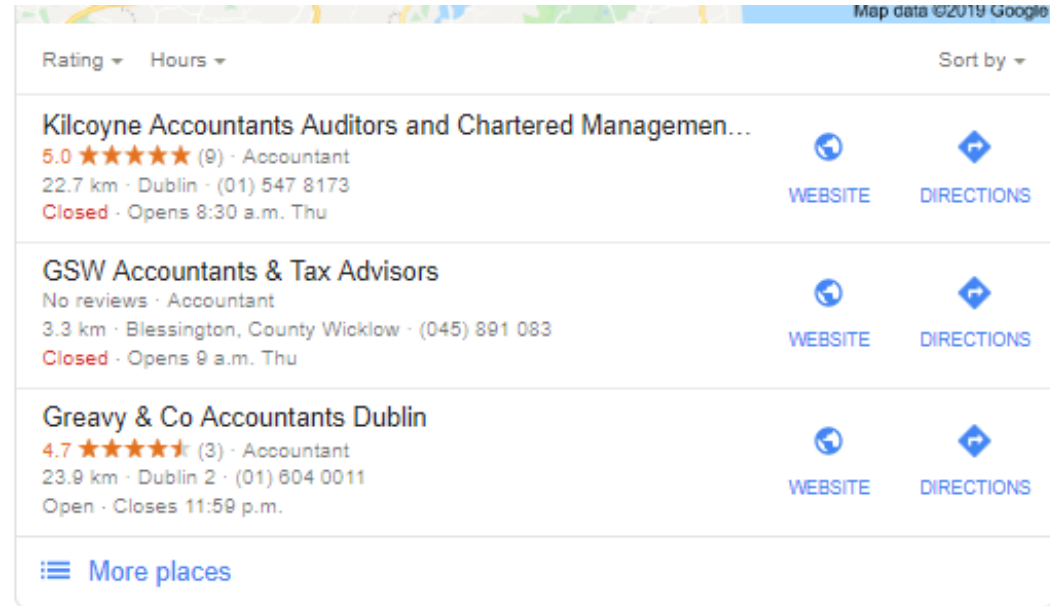 Map data ©2019 Google
Rating Hours Sort by
Kilcoyne Accountants Auditors and Chartered Managemen...
5.0 ★★★★★ (9) · Accountant
22.7 km · Dublin · (01) 547 8173
Closed · Opens 8:30 a.m. Thu
WEBSITE DIRECTIONS
GSW Accountants & Tax Advisors
No reviews · Accountant
3.3 km · Blessington, County Wicklow · (045) 891 083
Closed · Opens 9 a.m. Thu
WEBSITE DIRECTIONS
Greavy & Co Accountants Dublin
4.7 ★★★★★ (3) · Accountant
23.9 km · Dublin 2 · (01) 604 0011
Open · Closes 11:59 p.m.
WEBSITE DIRECTIONS
More places